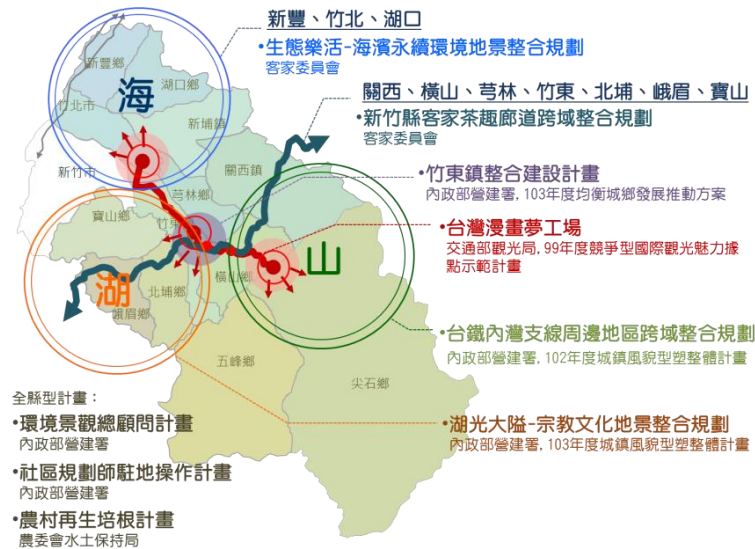 新豐、竹北、湖口
•生態樂活-海濱永續環境地景整合規劃
客家委員會
關西、橫山、芎林、竹東、北埔、峨眉、寶山
•新竹縣客家茶趣廊道跨域整合規劃
客家委員會
•竹東鎮整合建設計畫
內政部營建署, 103年度均衡城鄉發展推動方案
•台灣漫畫夢工場
交通部觀光局, 99年度競爭型國際觀光魅力據
點示範計畫
•台鐵內灣支線周邊地區跨域整合規劃
內政部營建署, 102年度城鎮風貌型塑整體計畫
•湖光大隘-宗教文化地景整合規劃
內政部營建署, 103年度城鎮風貌型塑整體計畫
新豐鄉
湖口鄉
海
竹北市
新埔鎮
新竹市
關西鎮
芎林鄉
寶山鄉
竹東
山
橫山鄉
湖
北埔鄉
峨眉鄉
五峰鄉
尖石鄉
全縣型計畫：
•環境景觀總顧問計畫
內政部營建署
•社區規劃師駐地操作計畫
內政部營建署
•農村再生培根計畫
農委會水土保持局